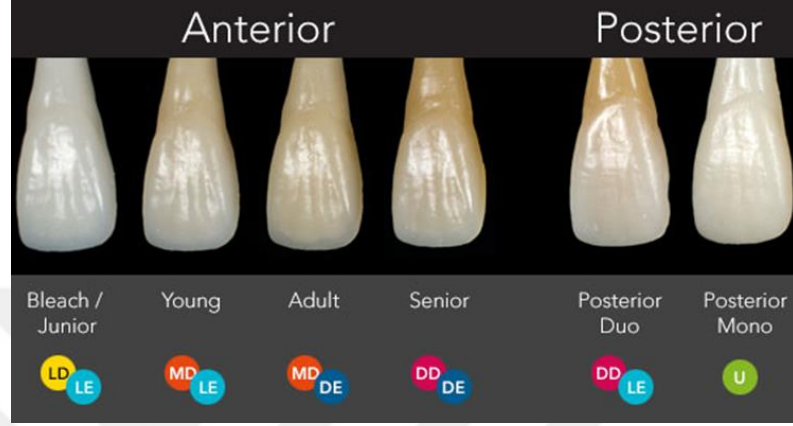 Anterior
Posterior
Bleach /
Junior
Young
Adult
Senior
Posterior
Duo
Posterior
Mono
LD
LE
MD
LE
MD
DE
DD
DE
DD
LE
U